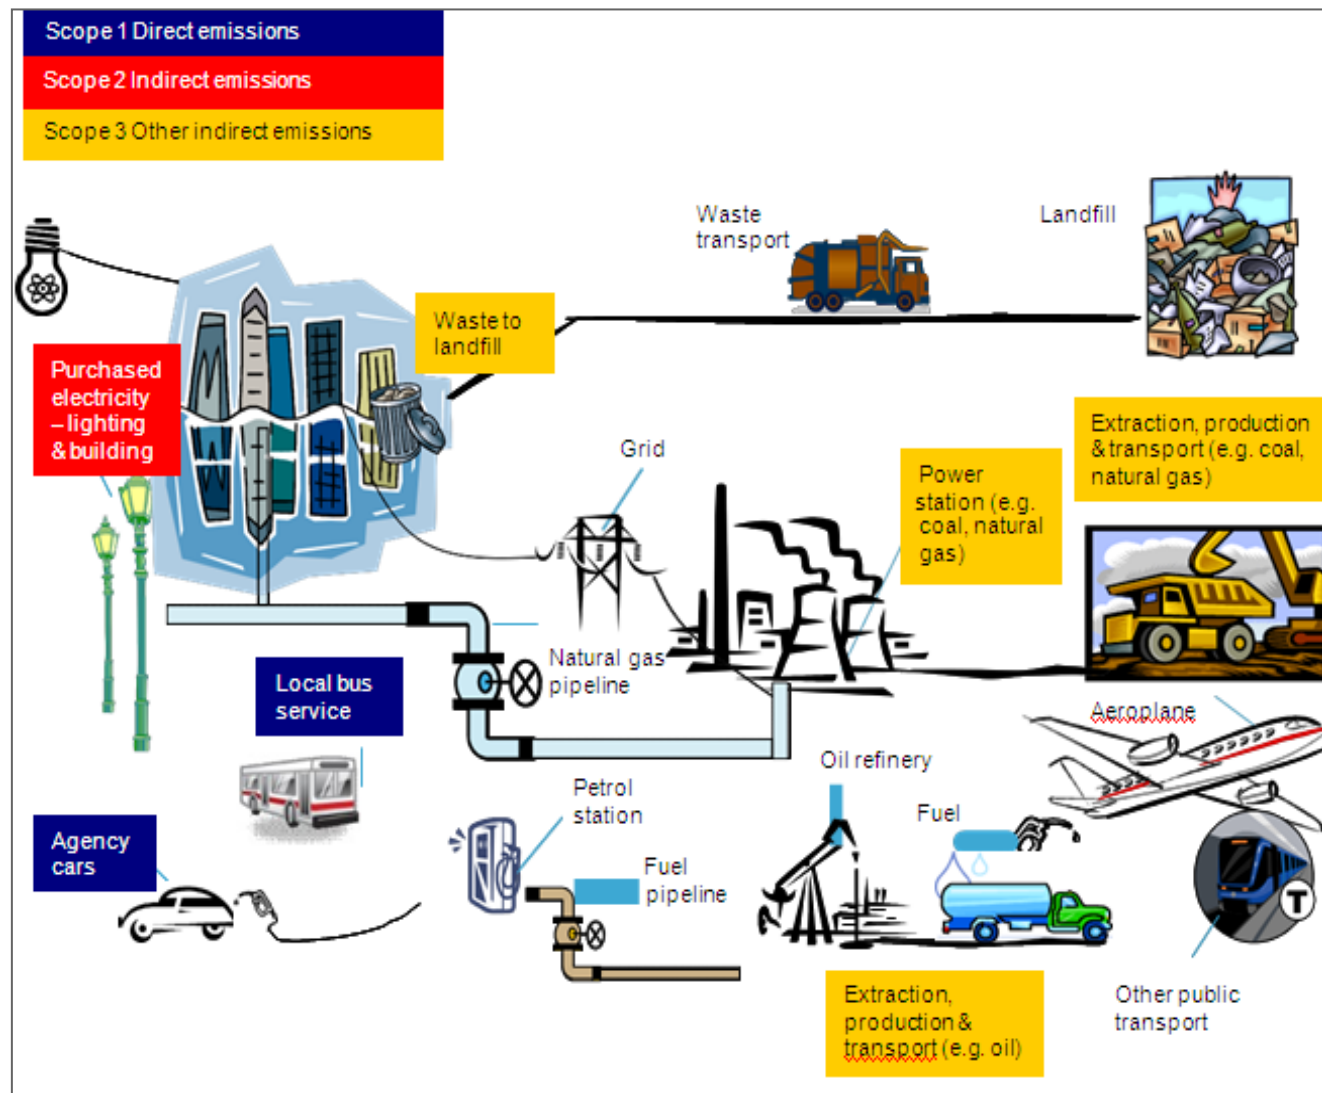 Scope 1 Direct emissions
Scope 2 Indirect emissions
Scope 3 Other indirect emissions
Waste
transport
Landfill
Waste to
landfill
Purchased
electricity
– lighting
& building
Grid
Power
station (e.g.
coal, natural
gas)
Extraction, production
& transport (e.g. coal,
natural gas)
Natural gas
pipeline
Local bus
service
Aeroplane
Oil refinery
Petrol
station
Fuel
Agency
cars
Fuel
pipeline
T
Extraction,
production &
transport (e.g. oil)
Other public
transport